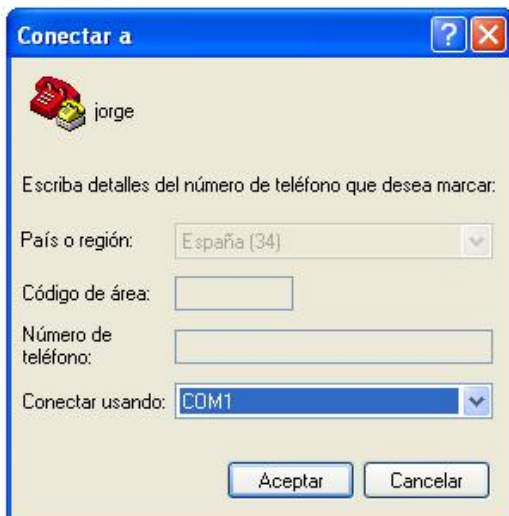 Conectar a
?
jorge
Escriba detalles del número de teléfono que desea marcar:
País o región: España (34)
Código de área:
Número de
teléfono:
Conectar usando: COM1
Aceptar Cancelar